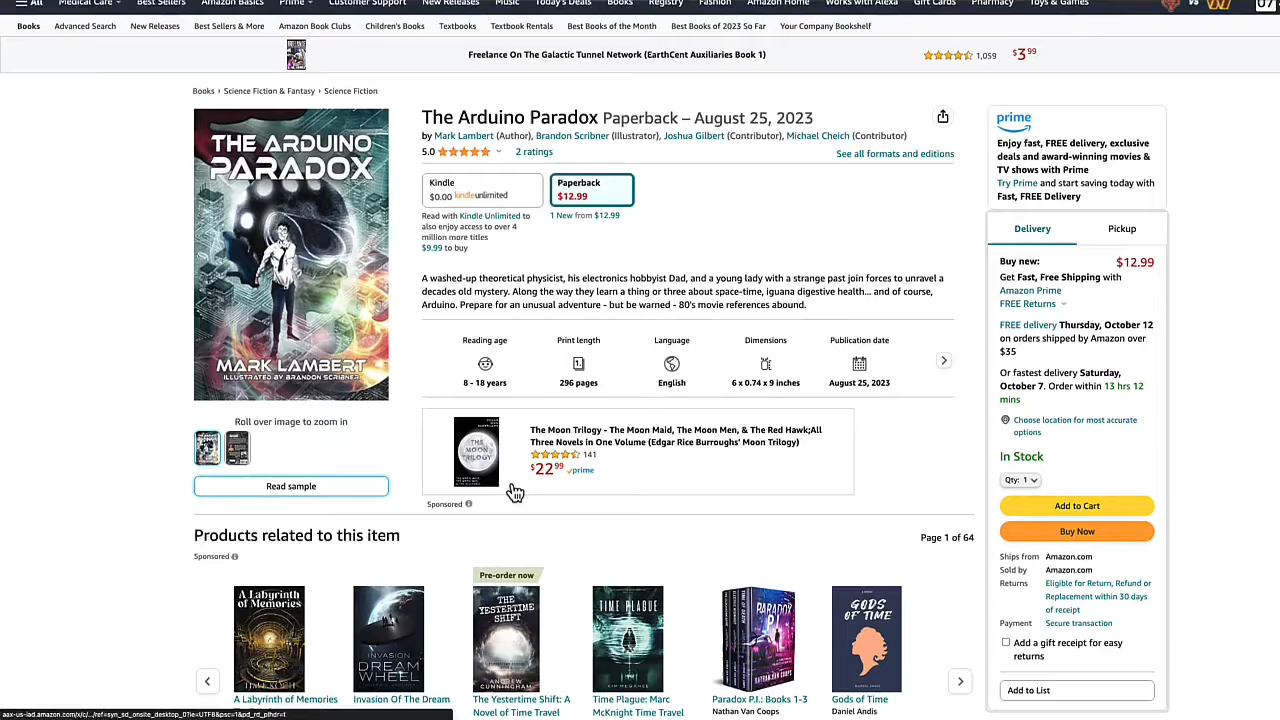 All Medical Care Best Sellers Amazon Basics Prime Customer Support New Releases Music Today's Deals Books Registry Fashion Amazon Home Works with Alexa Gift Cards Pharmacy Toys & Games
Books Advanced Search New Releases Best Sellers & More Amazon Book Clubs Children's Books Textbooks Textbook Rentals Best Books of the Month Best Books of 2023 So Far Your Company Bookshelf
Freelance On The Galactic Tunnel Network (EarthCent Auxiliaries Book 1) 1,059 $3 99
Books › Science Fiction & Fantasy › Science Fiction
THE ARDUINO
PARADOX
MARK LAMBERT
ILLUSTRATED BY BRANDON SCRIBNER
Roll over image to zoom in
Read sample
The Arduino Paradox Paperback – August 25, 2023
by Mark Lambert (Author), Brandon Scribner (Illustrator), Joshua Gilbert (Contributor), Michael Cheich (Contributor)
5.0 2 ratings
See all formats and editions
Kindle
$0.00 kindleunlimited
Read with Kindle Unlimited to
also enjoy access to over 4
million more titles
$9.99 to buy
Paperback
$12.99
1 New from $12.99
A washed-up theoretical physicist, his electronics hobbyist Dad, and a young lady with a strange past join forces to unravel a
decades old mystery. Along the way they learn a thing or three about space-time, iguana digestive health... and of course,
Arduino. Prepare for an unusual adventure - but be warned - 80's movie references abound.
Reading age Print length Language Dimensions Publication date
8 - 18 years 296 pages English 6 x 0.74 x 9 inches August 25, 2023
THE
MOON
TRILOGY
The Moon Trilogy - The Moon Maid, The Moon Men, & The Red Hawk;All
Three Novels in One Volume (Edgar Rice Burroughs' Moon Trilogy)
141
$22 99 prime
Sponsored
prime
Enjoy fast, FREE delivery, exclusive
deals and award-winning movies &
TV shows with Prime
Try Prime and start saving today with
Fast, FREE Delivery
Delivery Pickup
Buy new: $12.99
Get Fast, Free Shipping with
Amazon Prime
FREE Returns
FREE delivery Thursday, October 12
on orders shipped by Amazon over
$35
Or fastest delivery Saturday,
October 7. Order within 13 hrs 12
mins
Choose location for most accurate
options
In Stock
Qty: 1
Add to Cart
Buy Now
Ships from Amazon.com
Sold by Amazon.com
Returns Eligible for Return, Refund or
Replacement within 30 days
of receipt
Payment Secure transaction
Add a gift receipt for easy
returns
Add to List
Products related to this item
Page 1 of 64
Sponsored
Pre-order now
A Labyrinth
of Memories
INVASION
DREAM
WHEEL
THE
YESTERTIME
SHIFT
ANDREW
CUNNINGHAM
TIME PLAGUE
PARADOX
P.I.
GODS
OF TIME
A Labyrinth of Memories Invasion Of The Dream The Yestertime Shift: A Time Plague: Marc Paradox P.I.: Books 1-3 Gods of Time
Novel of Time Travel McKnight Time Travel Nathan Van Coops Daniel Andis